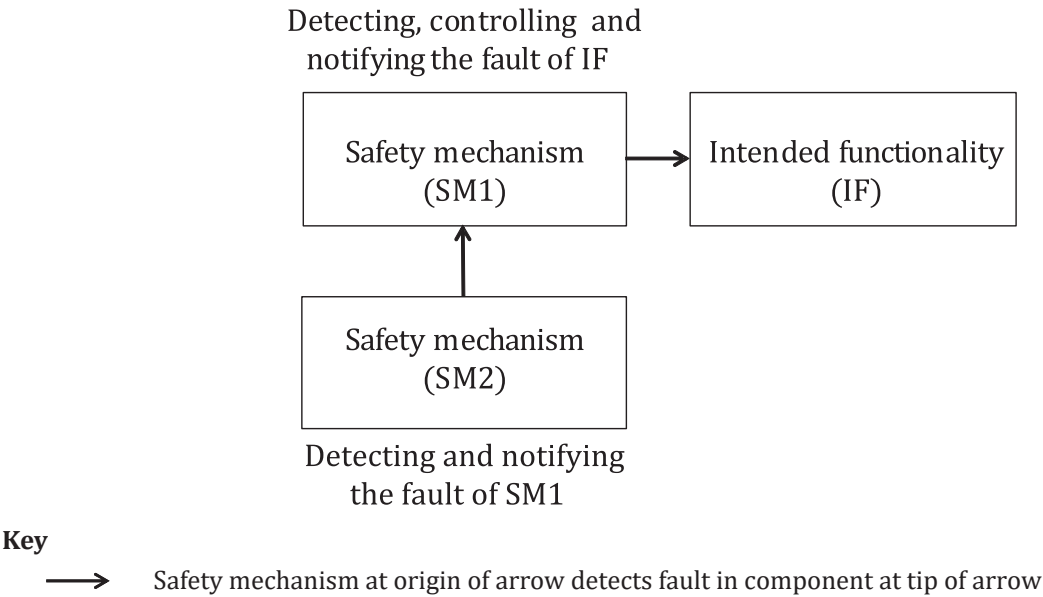 Detecting, controlling and
notifying the fault of IF
Safety mechanism
(SM1)
Intended functionality
(IF)
Safety mechanism
(SM2)
Detecting and notifying
the fault of SM1
Key
Safety mechanism at origin of arrow detects fault in component at tip of arrow